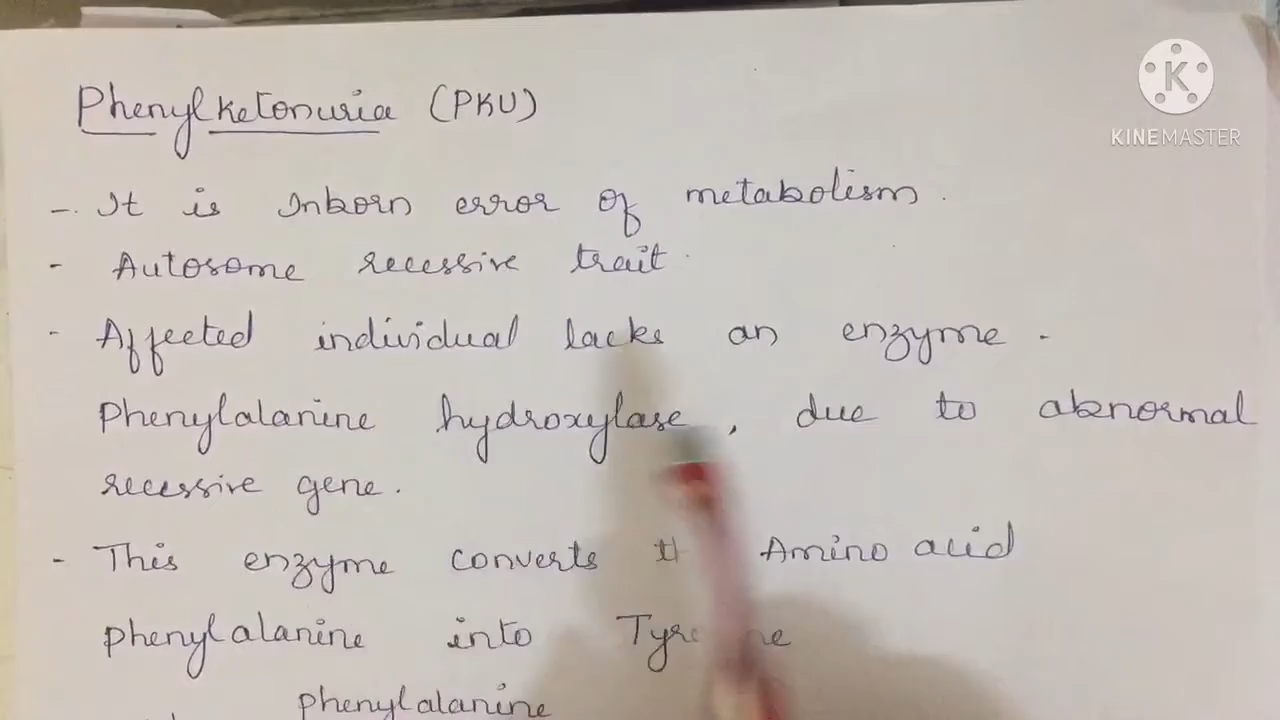 Phenylketonuria (PKU)
K
KINEMASTER
- It is Inborn error of metabolism.
- Autosome recessive trait.
- Affected individual lacks an enzyme.
Phenylalanine hydroxylase, due to abnormal
recessive gene.
- This enzyme converts Amino acid
phenylalanine into
phenylalanine